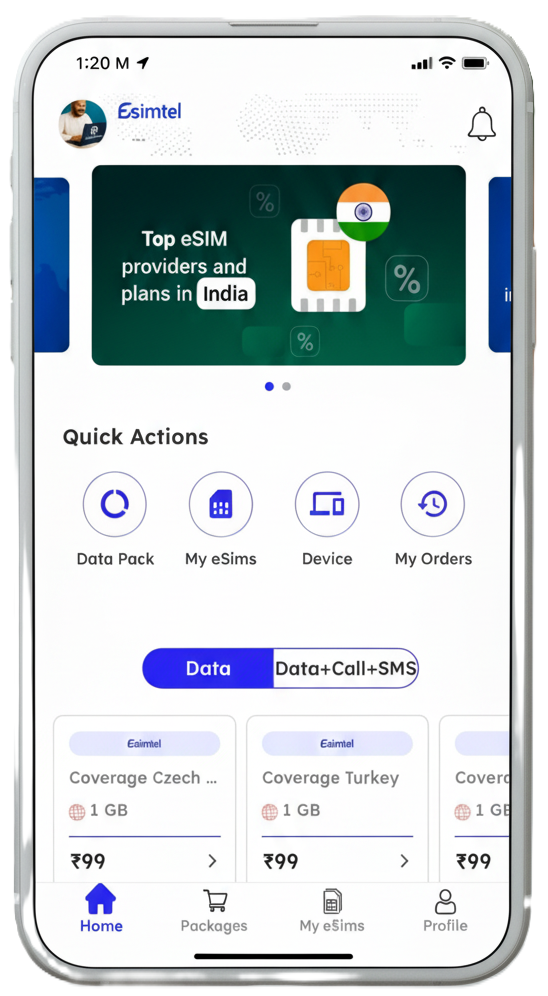 1:20 M
Esimtel
Top eSIM
providers and
plans in India
%
%
%
Quick Actions
Data Pack
My eSims
Device
My Orders
Data
Data+Call+SMS
Eaimtel
Eaimtel
Coverage Czech ...
Coverage Turkey
Covera
1 GB
1 GB
1 GB
₹99
₹99
₹99
Home
Packages
My eSims
Profile